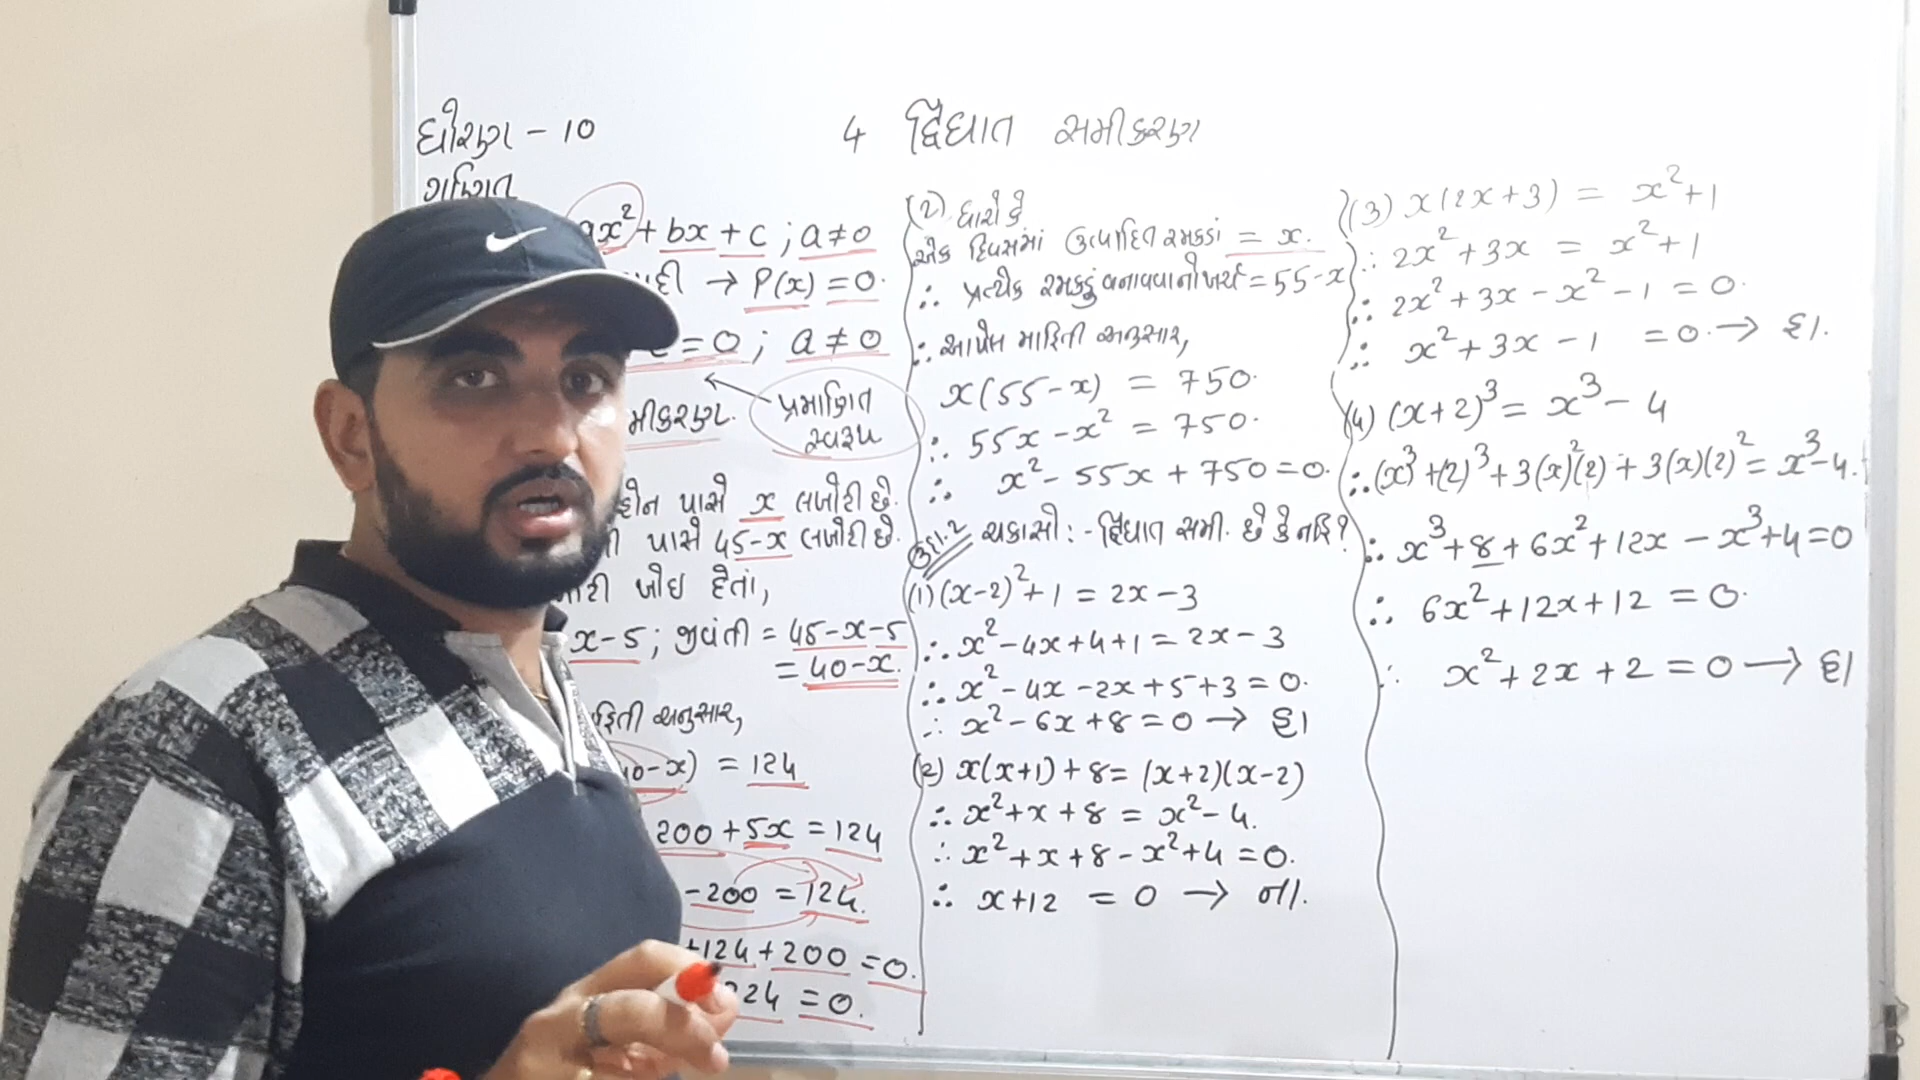 ધોરણ - 10
ગણિત
4 દ્વિઘાત સમીકરણ
ax² + bx + c ; a ≠ 0
→ P(x) = 0.
c = 0 ; a ≠ 0
પ્રમાણિત
સ્વરૂપ
મીકરણ.
પાસે x લખોટી છે.
પાસે 45-x લખોટી છે.
ખોઇ દેતાં,
x-5 ; જીવંતી = 45-x-5
= 40-x.
હિતી અનુસાર,
0-x) = 124
200 + 5x = 124
-200 = 124.
+124 + 200 = 0.
324 = 0.
(2) ધારો કે
એક દિવસમાં ઉત્પાદિત રમકડાં = x.
∴ પ્રત્યેક રમકડું બનાવવાનો ખર્ચ = 55-x
∴ આપેલ માહિતી અનુસાર,
x(55-x) = 750.
∴ 55x - x² = 750.
∴ x² - 55x + 750 = 0.
ઉદા.2 ચકાસો :- દ્વિઘાત સમી. છે કે નહિ?
(1) (x-2)² + 1 = 2x - 3
∴ x² - 4x + 4 + 1 = 2x - 3
∴ x² - 4x - 2x + 5 + 3 = 0.
∴ x² - 6x + 8 = 0 → હા
(2) x(x+1) + 8 = (x+2)(x-2)
∴ x² + x + 8 = x² - 4.
∴ x² + x + 8 - x² + 4 = 0.
∴ x + 12 = 0 → ના.
(3) x(2x+3) = x² + 1
∴ 2x² + 3x = x² + 1
∴ 2x² + 3x - x² - 1 = 0.
∴ x² + 3x - 1 = 0. → હા.
(4) (x+2)³ = x³ - 4
∴ (x)³ + (2)³ + 3(x)²(2) + 3(x)(2)² = x³ - 4.
∴ x³ + 8 + 6x² + 12x - x³ + 4 = 0
∴ 6x² + 12x + 12 = 0.
∴ x² + 2x + 2 = 0 → હા